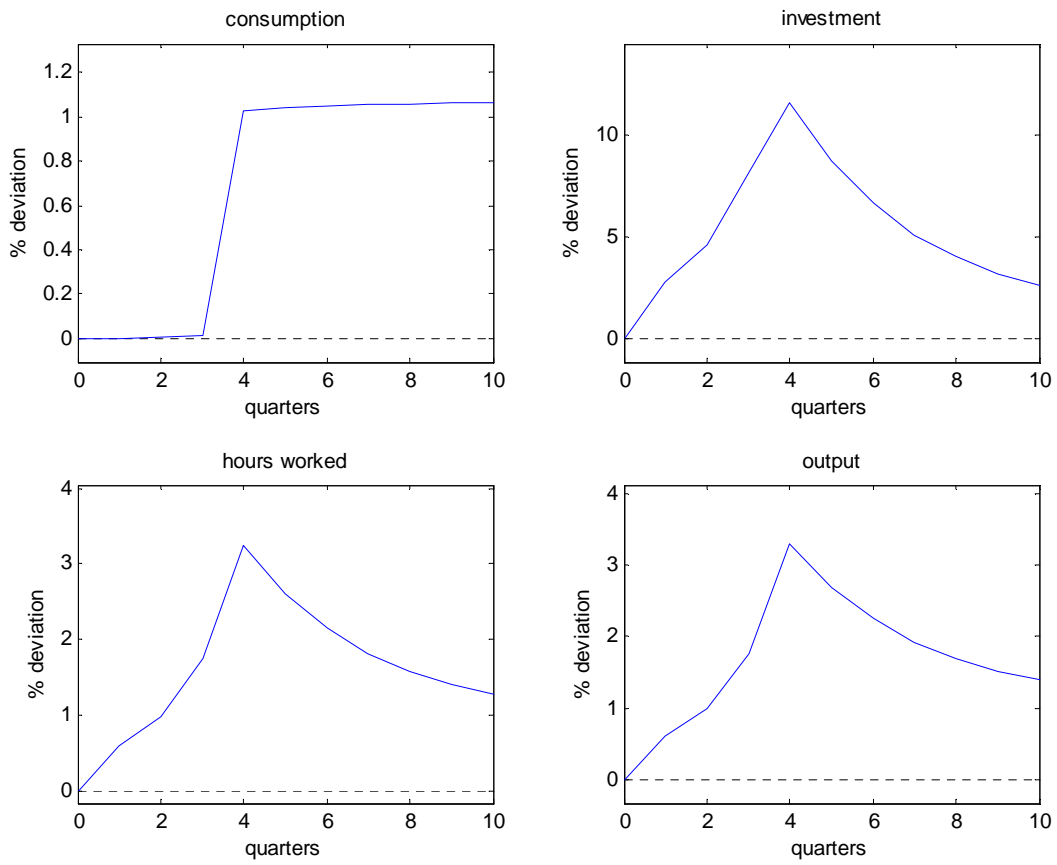 consumption
1.2
1
0.8
0.6
0.4
0.2
0
% deviation
0 2 4 6 8 10
quarters
investment
10
5
0
% deviation
0 2 4 6 8 10
quarters
hours worked
4
3
2
1
0
% deviation
0 2 4 6 8 10
quarters
output
4
3
2
1
0
% deviation
0 2 4 6 8 10
quarters